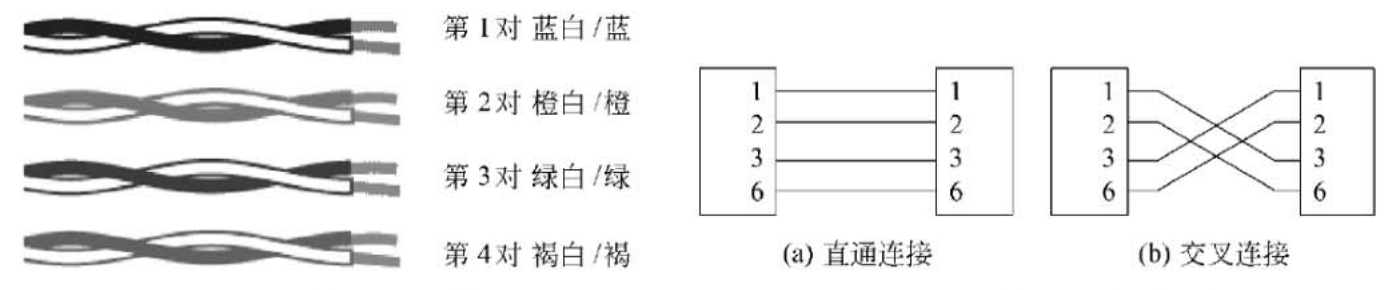 第1对 蓝白/蓝
第2对 橙白/橙
第3对 绿白/绿
第4对 褐白/褐
1 1
2 2
3 3
6 6
(a) 直通连接
1 1
2 2
3 3
6 6
(b) 交叉连接